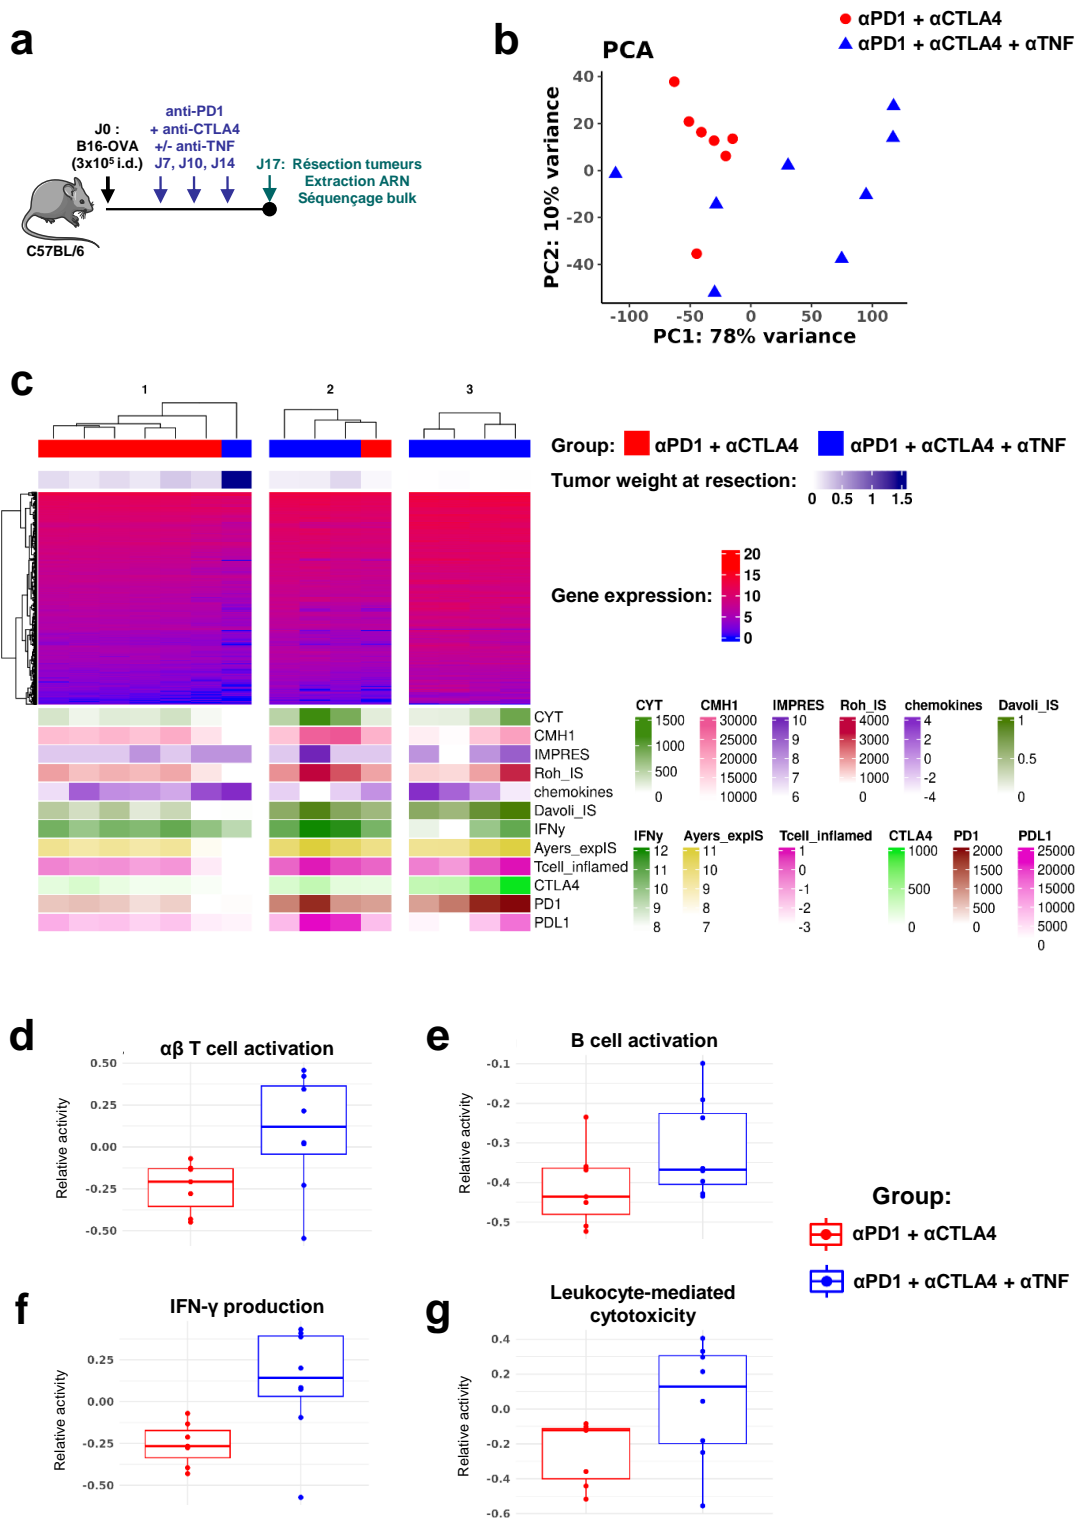 a
J0 :
B16-OVA
(3x10⁵ i.d.)
anti-PD1
+ anti-CTLA4
+/- anti-TNF
J7, J10, J14
J17: Résection tumeurs
Extraction ARN
Séquençage bulk
C57BL/6
b
αPD1 + αCTLA4
αPD1 + αCTLA4 + αTNF
PCA
PC2: 10% variance
40
20
0
-20
-40
-100 -50 0 50 100
PC1: 78% variance
c
1 2 3
Group: αPD1 + αCTLA4 αPD1 + αCTLA4 + αTNF
Tumor weight at resection:
0 0.5 1 1.5
Gene expression:
20
15
10
5
0
CYT
CMH1
IMPRES
Roh_IS
chemokines
Davoli_IS
IFNy
Ayers_expIS
Tcell_inflamed
CTLA4
PD1
PDL1
CYT
1500
1000
500
0
CMH1
30000
25000
20000
15000
10000
IMPRES
10
9
8
7
6
Roh_IS
4000
3000
2000
1000
0
chemokines
4
2
0
-2
-4
Davoli_IS
1
0.5
0
IFNy
12
11
10
9
8
Ayers_expIS
11
10
9
8
7
Tcell_inflamed
1
0
-1
-2
-3
CTLA4
1000
500
0
PD1
2000
1500
1000
500
0
PDL1
25000
20000
15000
10000
5000
0
d
αβ T cell activation
Relative activity
0.50
0.25
0.00
-0.25
-0.50
e
B cell activation
Relative activity
-0.1
-0.2
-0.3
-0.4
-0.5
Group:
αPD1 + αCTLA4
αPD1 + αCTLA4 + αTNF
f
IFN-γ production
Relative activity
0.25
0.00
-0.25
-0.50
g
Leukocyte-mediated
cytotoxicity
Relative activity
0.4
0.2
0.0
-0.2
-0.4
-0.6